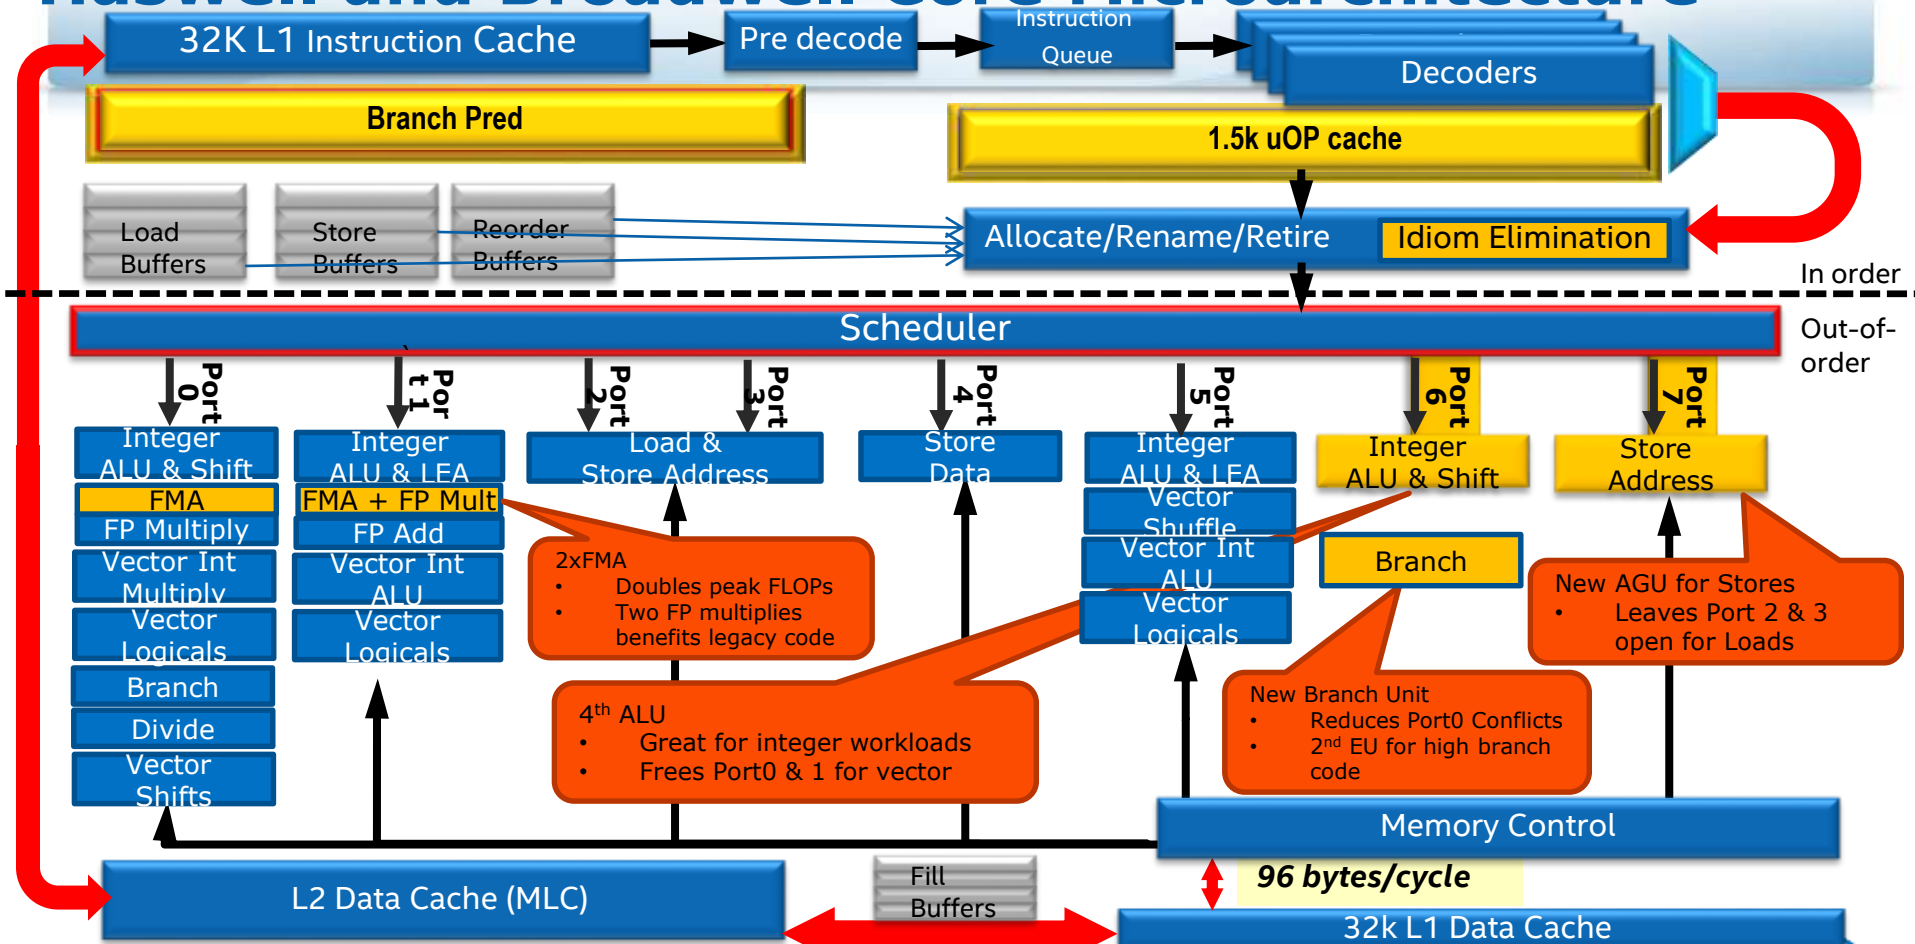 Haswell and Broadwell Core Microarchitecture
32K L1 Instruction Cache
Pre decode
Instruction
Queue
Decoders
Branch Pred
1.5k uOP cache
Load
Buffers
Store
Buffers
Reorder
Buffers
Allocate/Rename/Retire
Idiom Elimination
In order
Scheduler
Out-of-
order
Port
0
Por
t 1
Port
2
Port
3
Port
4
Port
5
Port
6
Port
7
Integer
ALU & Shift
FMA
FP Multiply
Vector Int
Multiply
Vector
Logicals
Branch
Divide
Vector
Shifts
Integer
ALU & LEA
FMA + FP Mult
FP Add
Vector Int
ALU
Vector
Logicals
Load &
Store Address
Store
Data
Integer
ALU & LEA
Vector
Shuffle
Vector Int
ALU
Vector
Logicals
Integer
ALU & Shift
Branch
Store
Address
2xFMA
• Doubles peak FLOPs
• Two FP multiplies
benefits legacy code
4th ALU
• Great for integer workloads
• Frees Port0 & 1 for vector
New Branch Unit
• Reduces Port0 Conflicts
• 2nd EU for high branch
code
New AGU for Stores
• Leaves Port 2 & 3
open for Loads
Memory Control
96 bytes/cycle
L2 Data Cache (MLC)
Fill
Buffers
32k L1 Data Cache